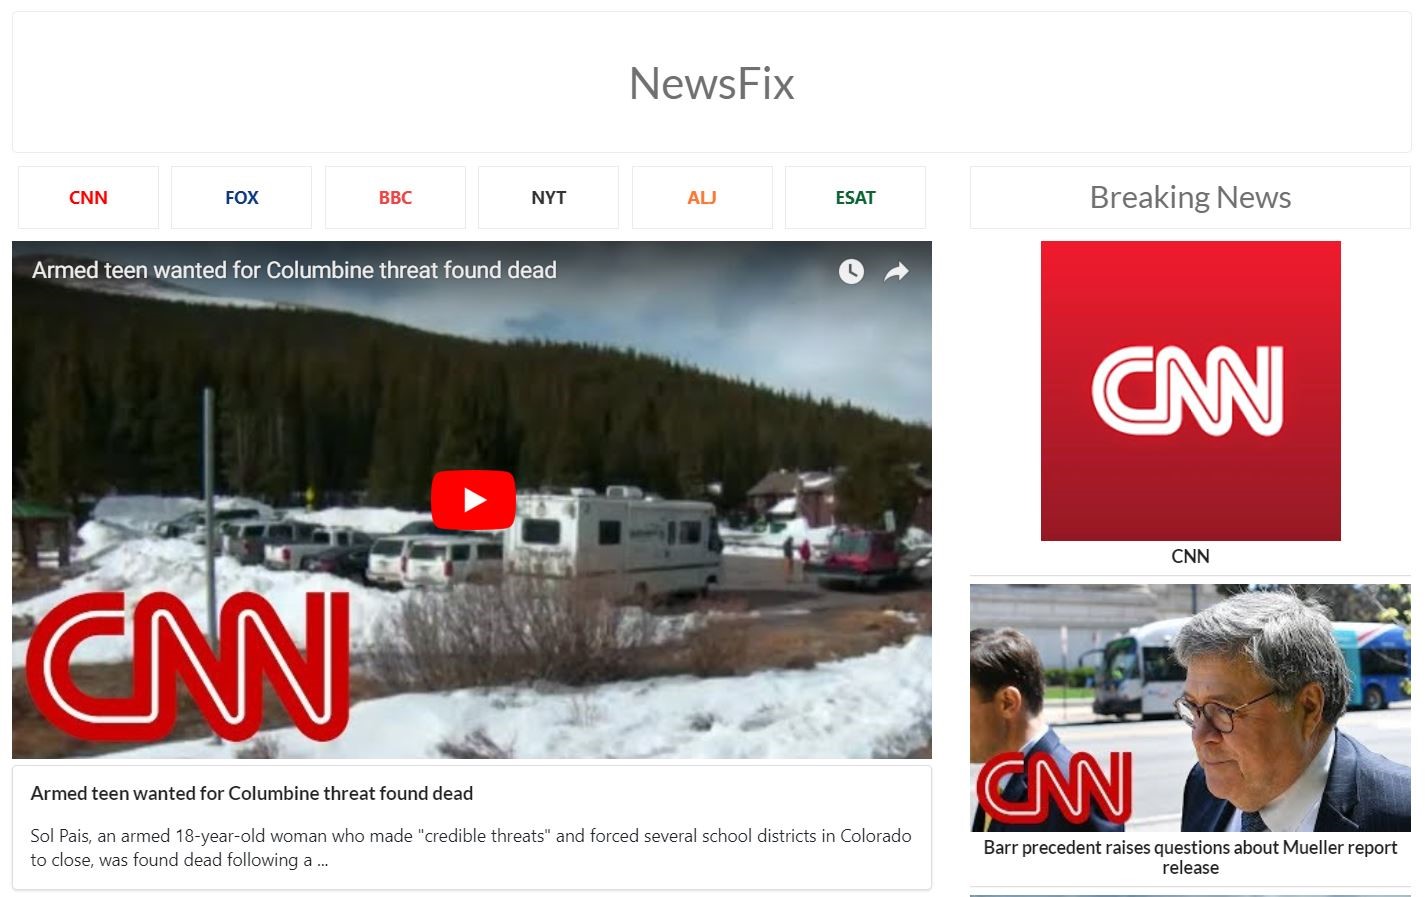 NewsFix
CNN
FOX
BBC
NYT
ALJ
ESAT
Breaking News
Armed teen wanted for Columbine threat found dead
CNN
CNN
Armed teen wanted for Columbine threat found dead
Sol Pais, an armed 18-year-old woman who made "credible threats" and forced several school districts in Colorado
to close, was found dead following a ...
CNN
CNN
CNN
Barr precedent raises questions about Mueller report
release